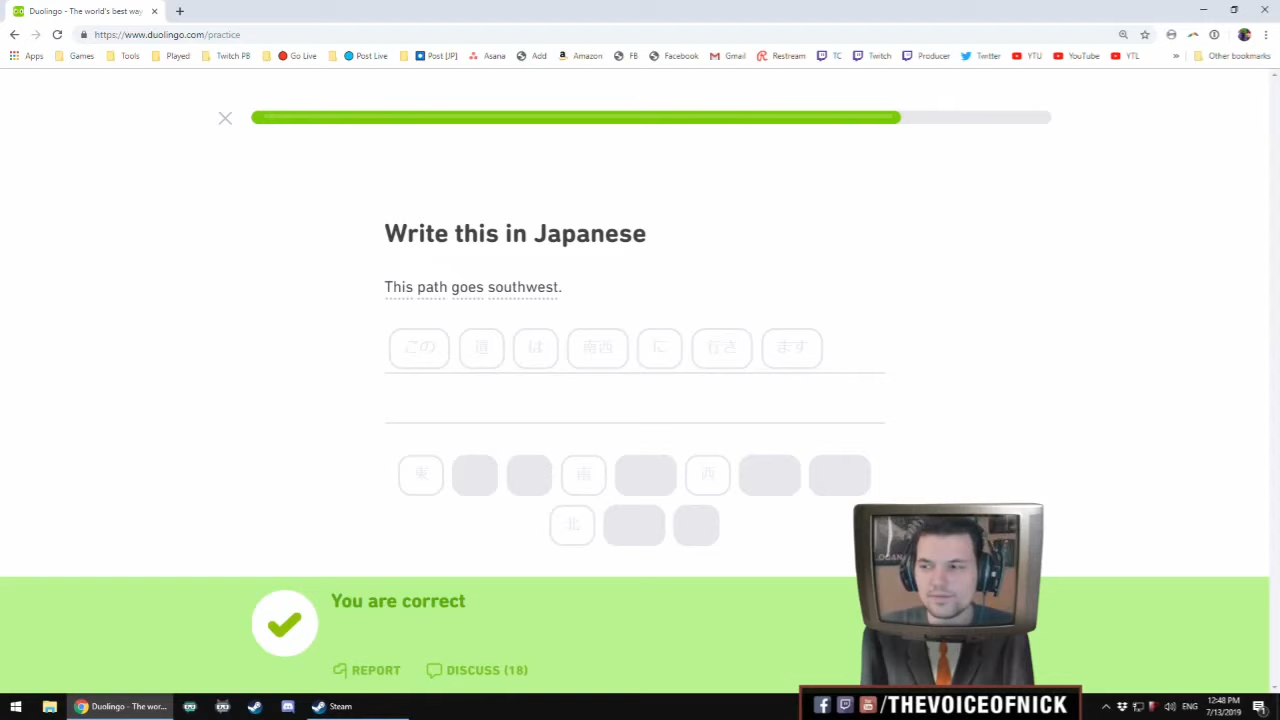 Duolingo - The world's best way
https://www.duolingo.com/practice
Apps Games Tools Played Twitch PB Go Live Post Live Post [JP] Asana Add Amazon FB Facebook Gmail Restream TC Twitch Producer Twitter YTU YouTube YTL » Other bookmarks
Write this in Japanese
This path goes southwest.
この 道 は 南西 に 行き ます
東 南 西
北
You are correct
REPORT DISCUSS (18)
/THEVOICEOFNICK
Duolingo - The wor...
Steam
ENG
12:48 PM
7/13/2019